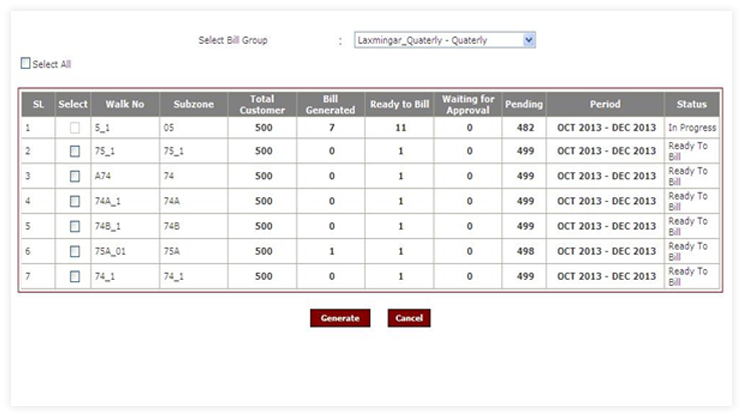 Select Bill Group : Laxmingar_Quaterly - Quaterly
Select All
SL Select Walk No Subzone Total Customer Bill Generated Ready to Bill Waiting for Approval Pending Period Status
1 5_1 05 500 7 11 0 482 OCT 2013 - DEC 2013 In Progress
2 75_1 75_1 500 0 1 0 499 OCT 2013 - DEC 2013 Ready To Bill
3 A74 74 500 0 1 0 499 OCT 2013 - DEC 2013 Ready To Bill
4 74A_1 74A 500 0 1 0 499 OCT 2013 - DEC 2013 Ready To Bill
5 74B_1 74B 500 0 1 0 499 OCT 2013 - DEC 2013 Ready To Bill
6 75A_01 75A 500 1 1 0 498 OCT 2013 - DEC 2013 Ready To Bill
7 74_1 74_1 500 0 1 0 499 OCT 2013 - DEC 2013 Ready To Bill
Generate Cancel